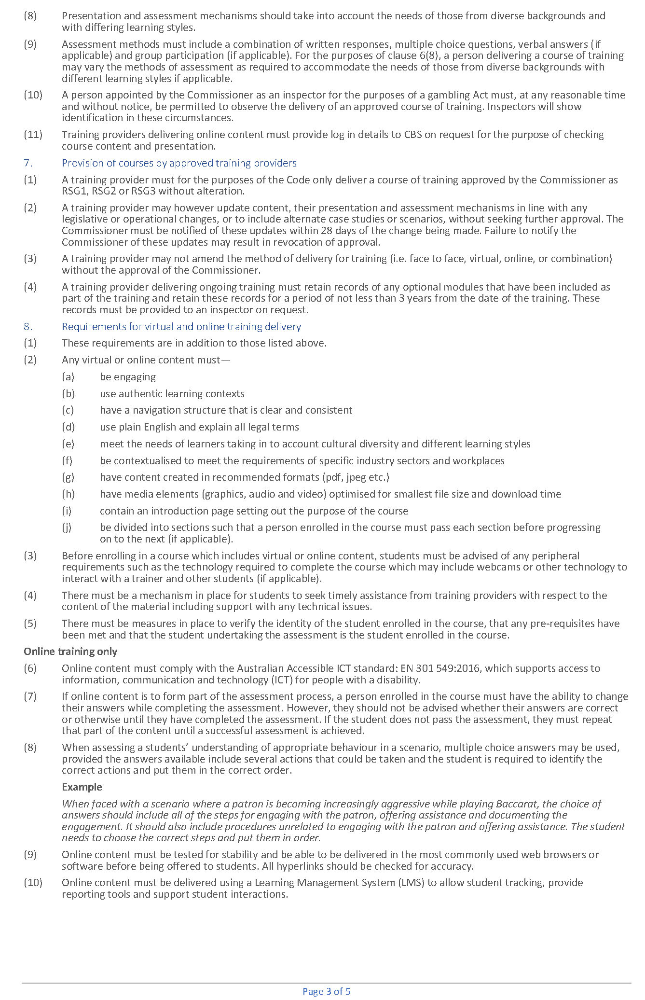 (8) Presentation and assessment mechanisms should take into account the needs of those from diverse backgrounds and
with differing learning styles.
(9) Assessment methods must include a combination of written responses, multiple choice questions, verbal answers (if
applicable) and group participation (if applicable). For the purposes of clause 6(8), a person delivering a course of training
may vary the methods of assessment as required to accommodate the needs of those from diverse backgrounds with
different learning styles if applicable.
(10) A person appointed by the Commissioner as an inspector for the purposes of a gambling Act must, at any reasonable time
and without notice, be permitted to observe the delivery of an approved course of training. Inspectors will show
identification in these circumstances.
(11) Training providers delivering online content must provide log in details to CBS on request for the purpose of checking
course content and presentation.
7. Provision of courses by approved training providers
(1) A training provider must for the purposes of the Code only deliver a course of training approved by the Commissioner as
RSG1, RSG2 or RSG3 without alteration.
(2) A training provider may however update content, their presentation and assessment mechanisms in line with any
legislative or operational changes, or to include alternate case studies or scenarios, without seeking further approval. The
Commissioner must be notified of these updates within 28 days of the change being made. Failure to notify the
Commissioner of these updates may result in revocation of approval.
(3) A training provider may not amend the method of delivery for training (i.e. face to face, virtual, online, or combination)
without the approval of the Commissioner.
(4) A training provider delivering ongoing training must retain records of any optional modules that have been included as
part of the training and retain these records for a period of not less than 3 years from the date of the training. These
records must be provided to an inspector on request.
8. Requirements for virtual and online training delivery
(1) These requirements are in addition to those listed above.
(2) Any virtual or online content must—
(a) be engaging
(b) use authentic learning contexts
(c) have a navigation structure that is clear and consistent
(d) use plain English and explain all legal terms
(e) meet the needs of learners taking in to account cultural diversity and different learning styles
(f) be contextualised to meet the requirements of specific industry sectors and workplaces
(g) have content created in recommended formats (pdf, jpeg etc.)
(h) have media elements (graphics, audio and video) optimised for smallest file size and download time
(i) contain an introduction page setting out the purpose of the course
(j) be divided into sections such that a person enrolled in the course must pass each section before progressing
on to the next (if applicable).
(3) Before enrolling in a course which includes virtual or online content, students must be advised of any peripheral
requirements such as the technology required to complete the course which may include webcams or other technology to
interact with a trainer and other students (if applicable).
(4) There must be a mechanism in place for students to seek timely assistance from training providers with respect to the
content of the material including support with any technical issues.
(5) There must be measures in place to verify the identity of the student enrolled in the course, that any pre-requisites have
been met and that the student undertaking the assessment is the student enrolled in the course.
Online training only
(6) Online content must comply with the Australian Accessible ICT standard: EN 301 549:2016, which supports access to
information, communication and technology (ICT) for people with a disability.
(7) If online content is to form part of the assessment process, a person enrolled in the course must have the ability to change
their answers while completing the assessment. However, they should not be advised whether their answers are correct
or otherwise until they have completed the assessment. If the student does not pass the assessment, they must repeat
that part of the content until a successful assessment is achieved.
(8) When assessing a students’ understanding of appropriate behaviour in a scenario, multiple choice answers may be used,
provided the answers available include several actions that could be taken and the student is required to identify the
correct actions and put them in the correct order.
Example
When faced with a scenario where a patron is becoming increasingly aggressive while playing Baccarat, the choice of
answers should include all of the steps for engaging with the patron, offering assistance and documenting the
engagement. It should also include procedures unrelated to engaging with the patron and offering assistance. The student
needs to choose the correct steps and put them in order.
(9) Online content must be tested for stability and be able to be delivered in the most commonly used web browsers or
software before being offered to students. All hyperlinks should be checked for accuracy.
(10) Online content must be delivered using a Learning Management System (LMS) to allow student tracking, provide
reporting tools and support student interactions.
Page 3 of 5